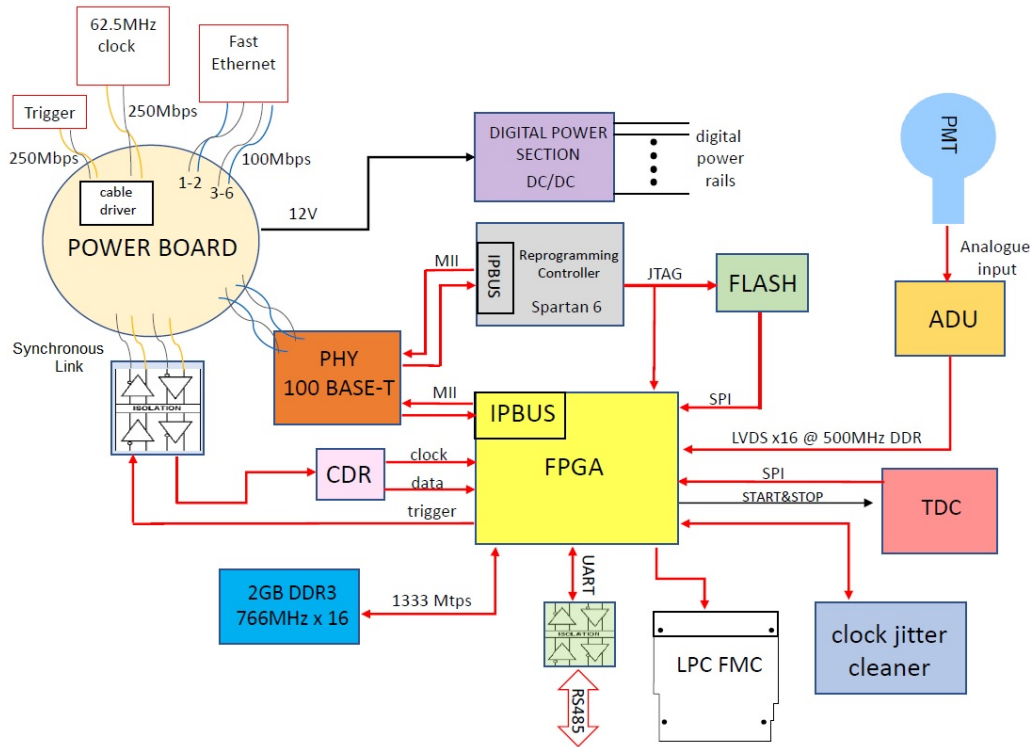 62.5MHz
clock
Fast
Ethernet
Trigger
250Mbps
250Mbps
100Mbps
1-2
3-6
cable
driver
POWER BOARD
12V
DIGITAL POWER
SECTION
DC/DC
digital
power
rails
PMT
Analogue
input
ADU
MII
IPBUS
Reprogramming
Controller
Spartan 6
JTAG
FLASH
Synchronous
Link
ISOLATION
PHY
100 BASE-T
MII
IPBUS
FPGA
SPI
LVDS x16 @ 500MHz DDR
CDR
clock
data
trigger
SPI
START&STOP
TDC
2GB DDR3
766MHz x 16
1333 Mtps
UART
ISOLATION
RS485
LPC FMC
clock jitter
cleaner